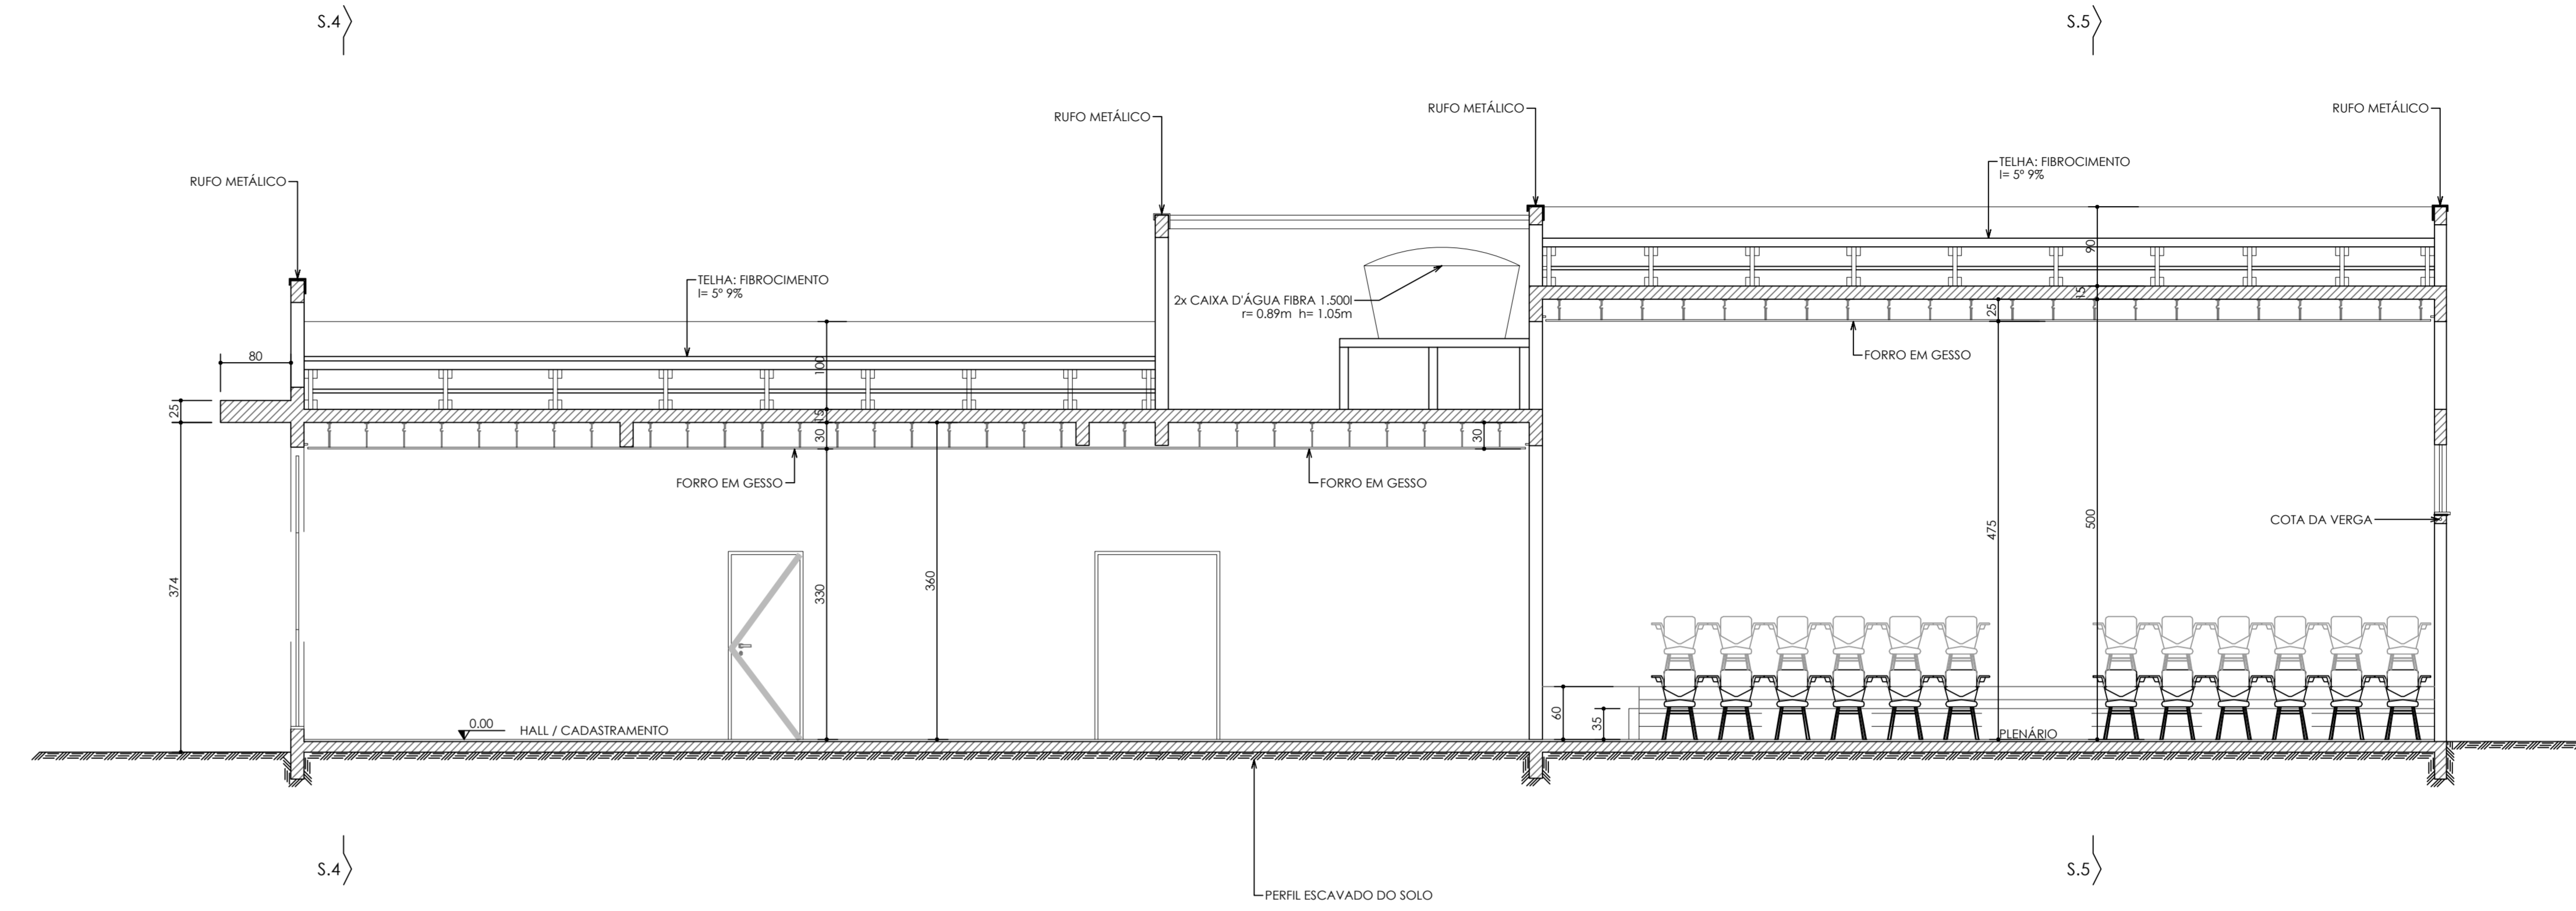 S.4
S.5
RUFO METÁLICO
RUFO METÁLICO
RUFO METÁLICO
RUFO METÁLICO
TELHA: FIBROCIMENTO
I= 5º 9%
TELHA: FIBROCIMENTO
I= 5º 9%
2x CAIXA D'ÁGUA FIBRA 1.500l
r= 0.89m h= 1.05m
90
15
25
80
100
25
15
30
30
FORRO EM GESSO
FORRO EM GESSO
FORRO EM GESSO
COTA DA VERGA
374
330
360
475
500
60
35
0.00
HALL / CADASTRAMENTO
PLENÁRIO
S.4
S.5
PERFIL ESCAVADO DO SOLO